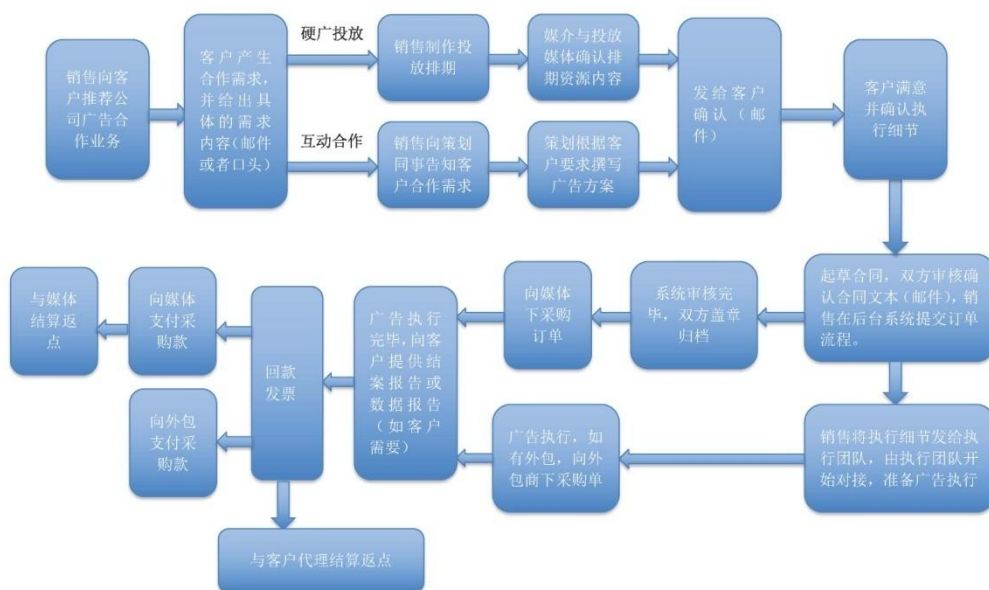 销售向客
户推荐公
司广告合
作业务
客户产生
合作需求，
并给出具
体的需求
内容（邮件
或者口头）
硬广投放
销售制作投
放排期
媒介与投放
媒体确认排
期资源内容
互动合作
销售向策划
同事告知客
户合作需求
策划根据客
户要求撰写
广告方案
发给客户
确认（邮
件）
客户满意
并确认执
行细节
起草合同，双方审核确
认合同文本（邮件），销
售在后台系统提交订单
流程。
系统审核完
毕，双方盖章
归档
向媒体
下采购
订单
销售将执行细节发给执
行团队，由执行团队开
始对接，准备广告执行
广告执行，如
有外包，向外
包商下采购单
广告执行
完毕，向客
户提供结
案报告或
数据报告
（如客户
需要）
回款
发票
向媒体
支付采
购款
与媒体
结算返
点
向外包
支付采
购款
与客户代理结算返点